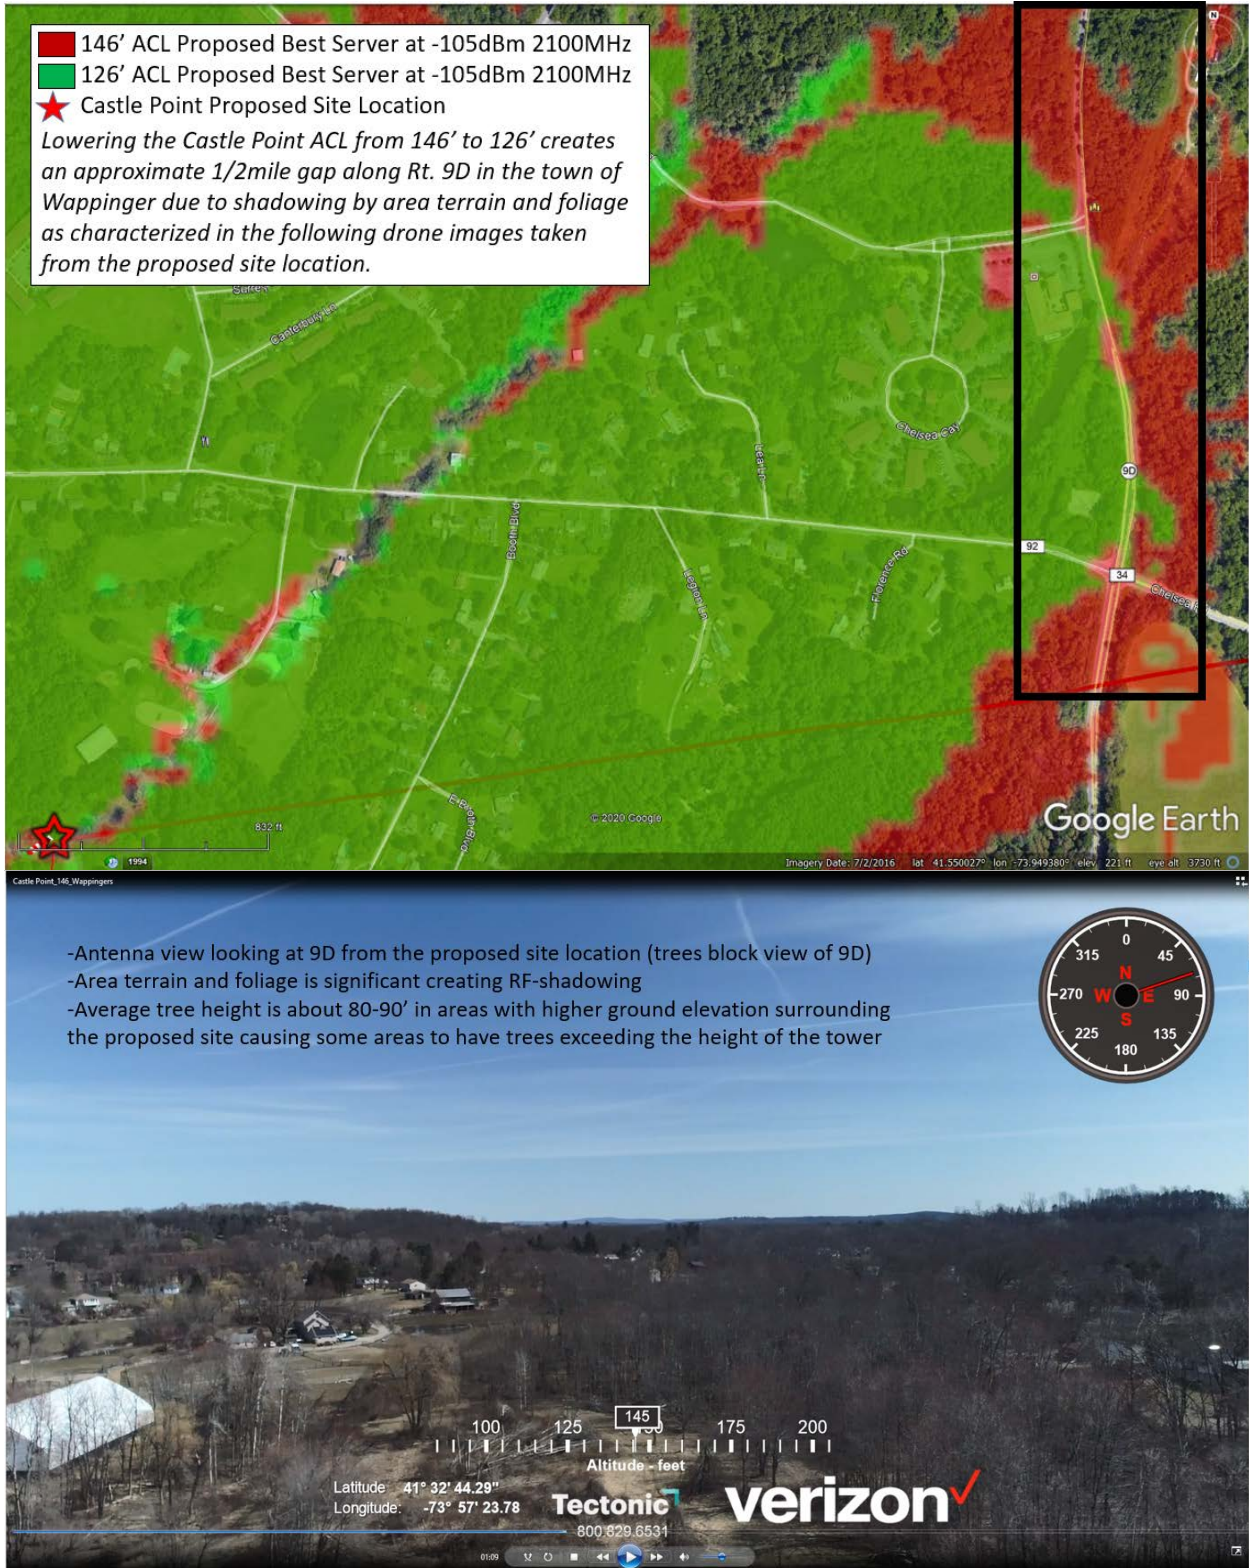 146’ ACL Proposed Best Server at -105dBm 2100MHz
126’ ACL Proposed Best Server at -105dBm 2100MHz
Castle Point Proposed Site Location
Lowering the Castle Point ACL from 146’ to 126’ creates
an approximate 1/2mile gap along Rt. 9D in the town of
Wappinger due to shadowing by area terrain and foliage
as characterized in the following drone images taken
from the proposed site location.
N
Canterbury Ln
Chelsea Cay
9D
Booth Blvd
92
34
Chelsea
832 ft
© 2020 Google
Google Earth
1994
Imagery Date: 7/2/2016 lat 41.550027° lon -73.949380° elev 221 ft eye alt 3730 ft
Castle Point_146_Wappingers
-Antenna view looking at 9D from the proposed site location (trees block view of 9D)
-Area terrain and foliage is significant creating RF-shadowing
-Average tree height is about 80-90’ in areas with higher ground elevation surrounding
the proposed site causing some areas to have trees exceeding the height of the tower
0
315 45
N
270 W E 90
S
225 135
180
100 125 145 175 200
Altitude - feet
Latitude 41° 32' 44.29"
Longitude: -73° 57' 23.78
Tectonic
verizon
800.829.6531
01:09